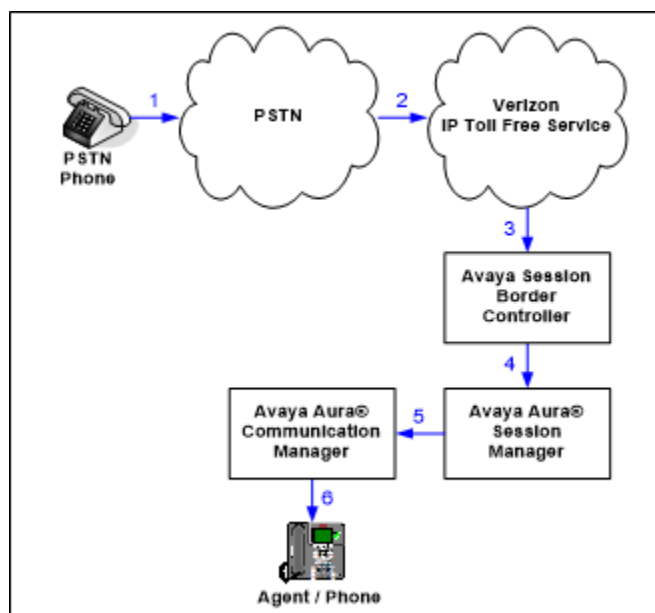 1
PSTN
Phone
PSTN
2
Verizon
IP Toll Free Service
3
Avaya Session
Border
Controller
4
Avaya Aura®
Session
Manager
5
Avaya Aura®
Communication
Manager
6
Agent / Phone